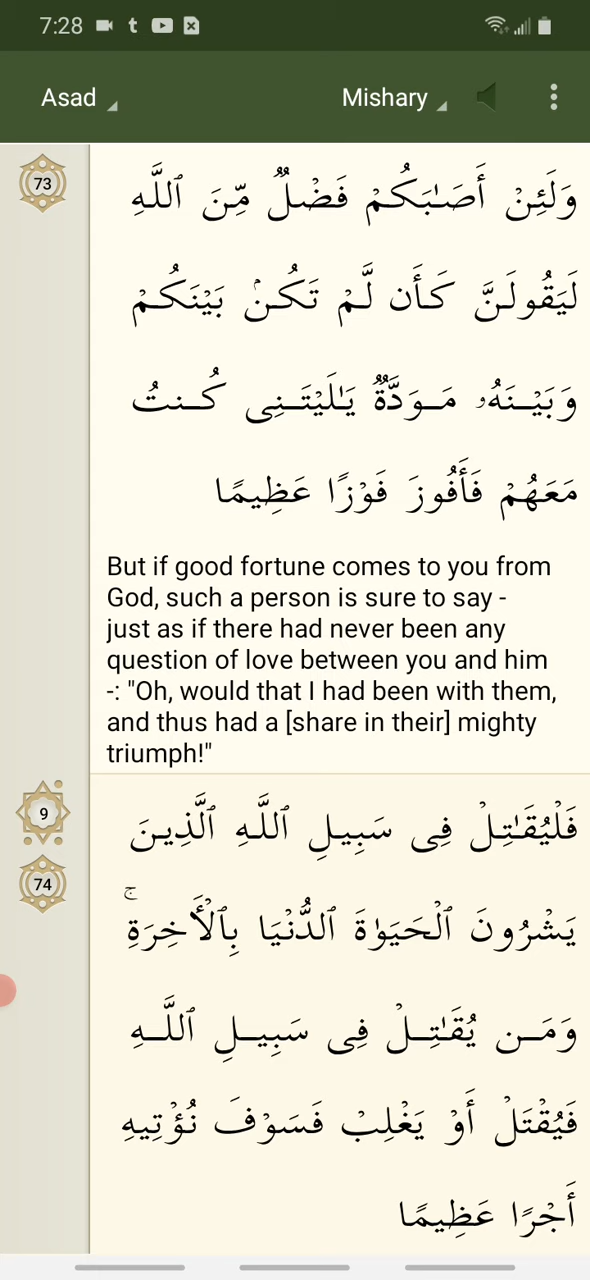 7:28
Asad
Mishary
73
وَلَئِنْ أَصَـٰبَكُمْ فَضْلٌ مِّنَ ٱللَّهِ
لَيَقُولَنَّ كَأَن لَّمْ تَكُنۢ بَيْنَكُمْ
وَبَيْنَهُۥ مَوَدَّةٌ يَـٰلَيْتَنِى كُنتُ
مَعَهُمْ فَأَفُوزَ فَوْزًا عَظِيمًا
But if good fortune comes to you from
God, such a person is sure to say -
just as if there had never been any
question of love between you and him
-: "Oh, would that I had been with them,
and thus had a [share in their] mighty
triumph!"
9
74
فَلْيُقَـٰتِلْ فِى سَبِيلِ ٱللَّهِ ٱلَّذِينَ
يَشْرُونَ ٱلْحَيَوٰةَ ٱلدُّنْيَا بِٱلْـَٔاخِرَةِ ۚ
وَمَن يُقَـٰتِلْ فِى سَبِيلِ ٱللَّهِ
فَيُقْتَلْ أَوْ يَغْلِبْ فَسَوْفَ نُؤْتِيهِ
أَجْرًا عَظِيمًا